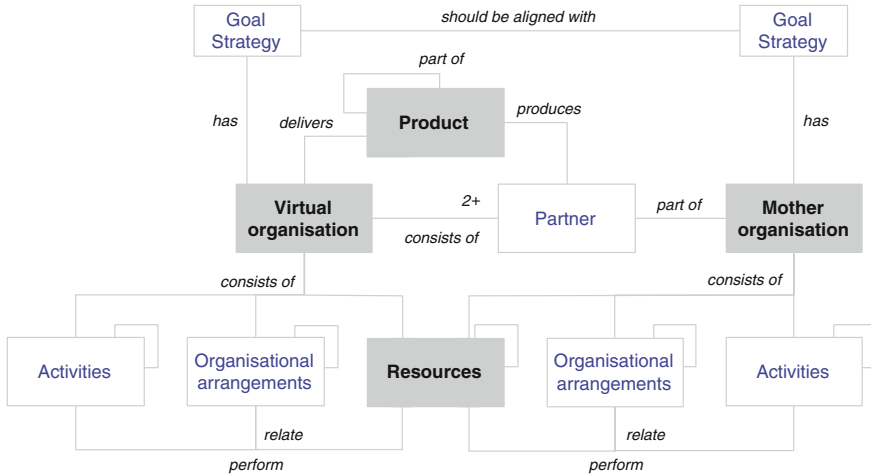 should be aligned with
Goal
Strategy
Goal
Strategy
part of
has
delivers
Product
produces
has
Virtual
organisation
2+
consists of
Partner
part of
Mother
organisation
consists of
consists of
Activities
Organisational
arrangements
Resources
Organisational
arrangements
Activities
relate
relate
perform
perform